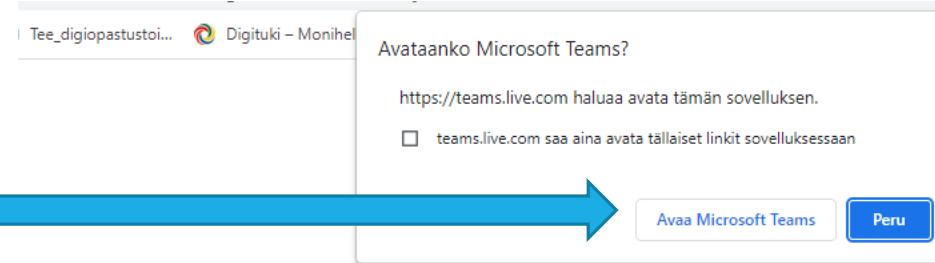 Tee_digiopastustoi...
Digituki – Monihel
Avataanko Microsoft Teams?
https://teams.live.com haluaa avata tämän sovelluksen.
teams.live.com saa aina avata tällaiset linkit sovelluksessaan
Avaa Microsoft Teams
Peru